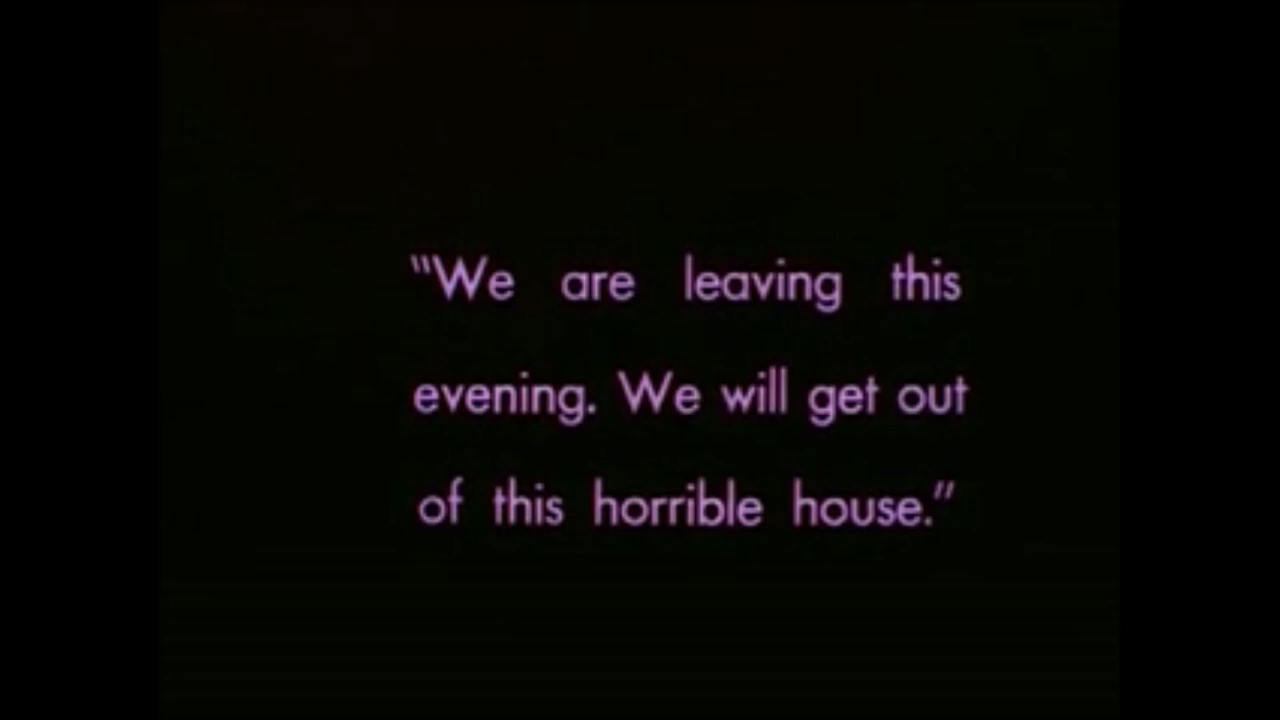 “We are leaving this
evening. We will get out
of this horrible house.”